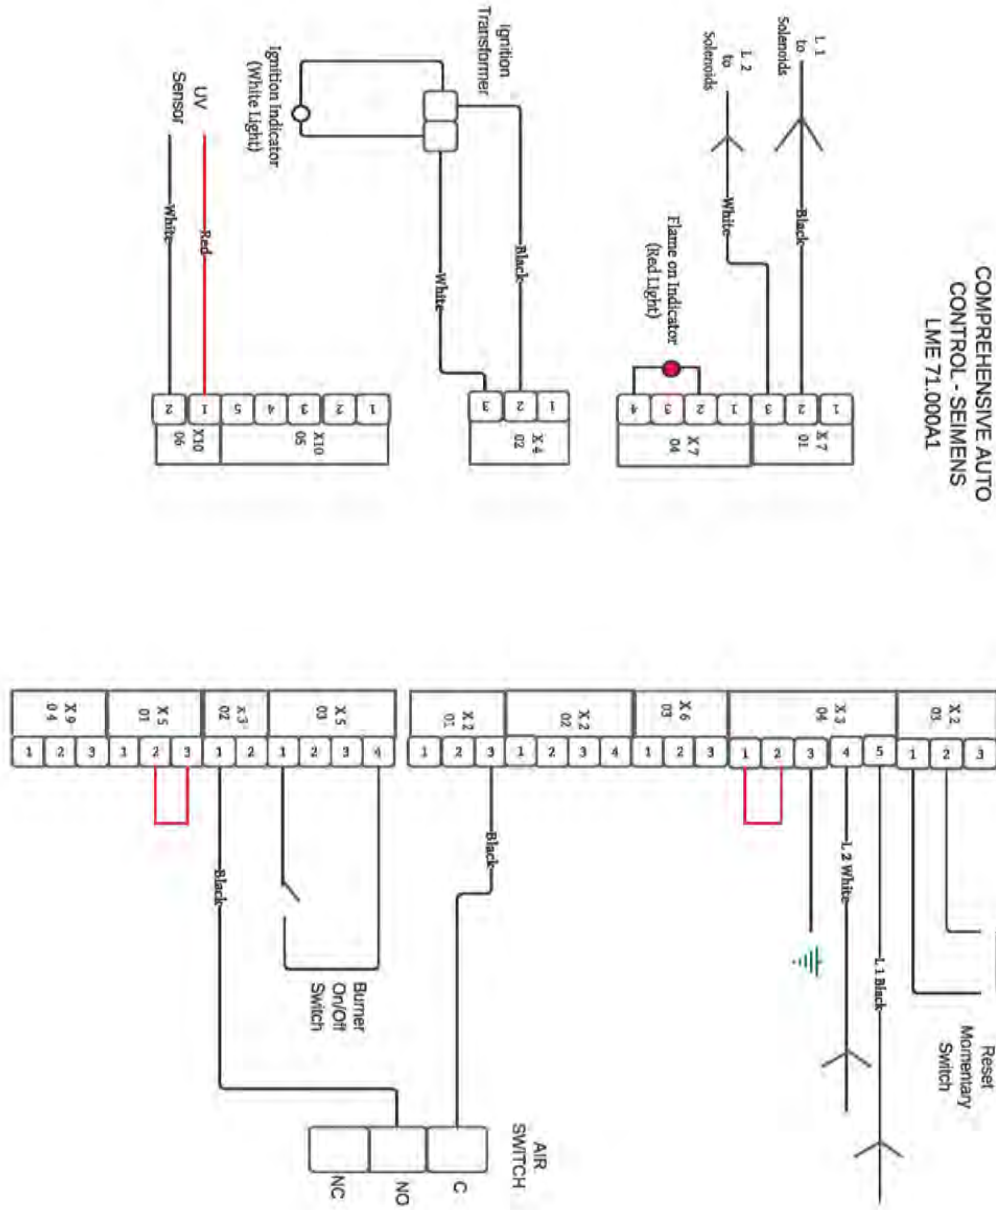 COMPREHENSIVE AUTO
CONTROL - SEIMENS
LME 71.000A1
L 1
to
Solenoids
Black
L 2
to
Solenoids
White
1
2
3
X 7
01
Flame on Indicator
(Red Light)
1
2
3
4
X 7
04
Ignition
Transformer
Black
White
Ignition Indicator
(White Light)
1
2
3
X 4
02
UV
Sensor
Red
White
1
2
3
4
5
X10
05
1
2
X10
06
X 2
03
3
2
1
Reset
Momentary
Switch
X 3
04
5
4
3
2
1
L 1 Black
L 2 White
X 6
03
3
2
1
X 2
02
4
3
2
1
X 2
01
3
2
1
Black
AIR
SWITCH
C
NO
NC
X 5
03
4
3
2
1
Burner
On/Off
Switch
X 3
02
2
1
Black
X 5
01
3
2
1
X 9
0 4
3
2
1